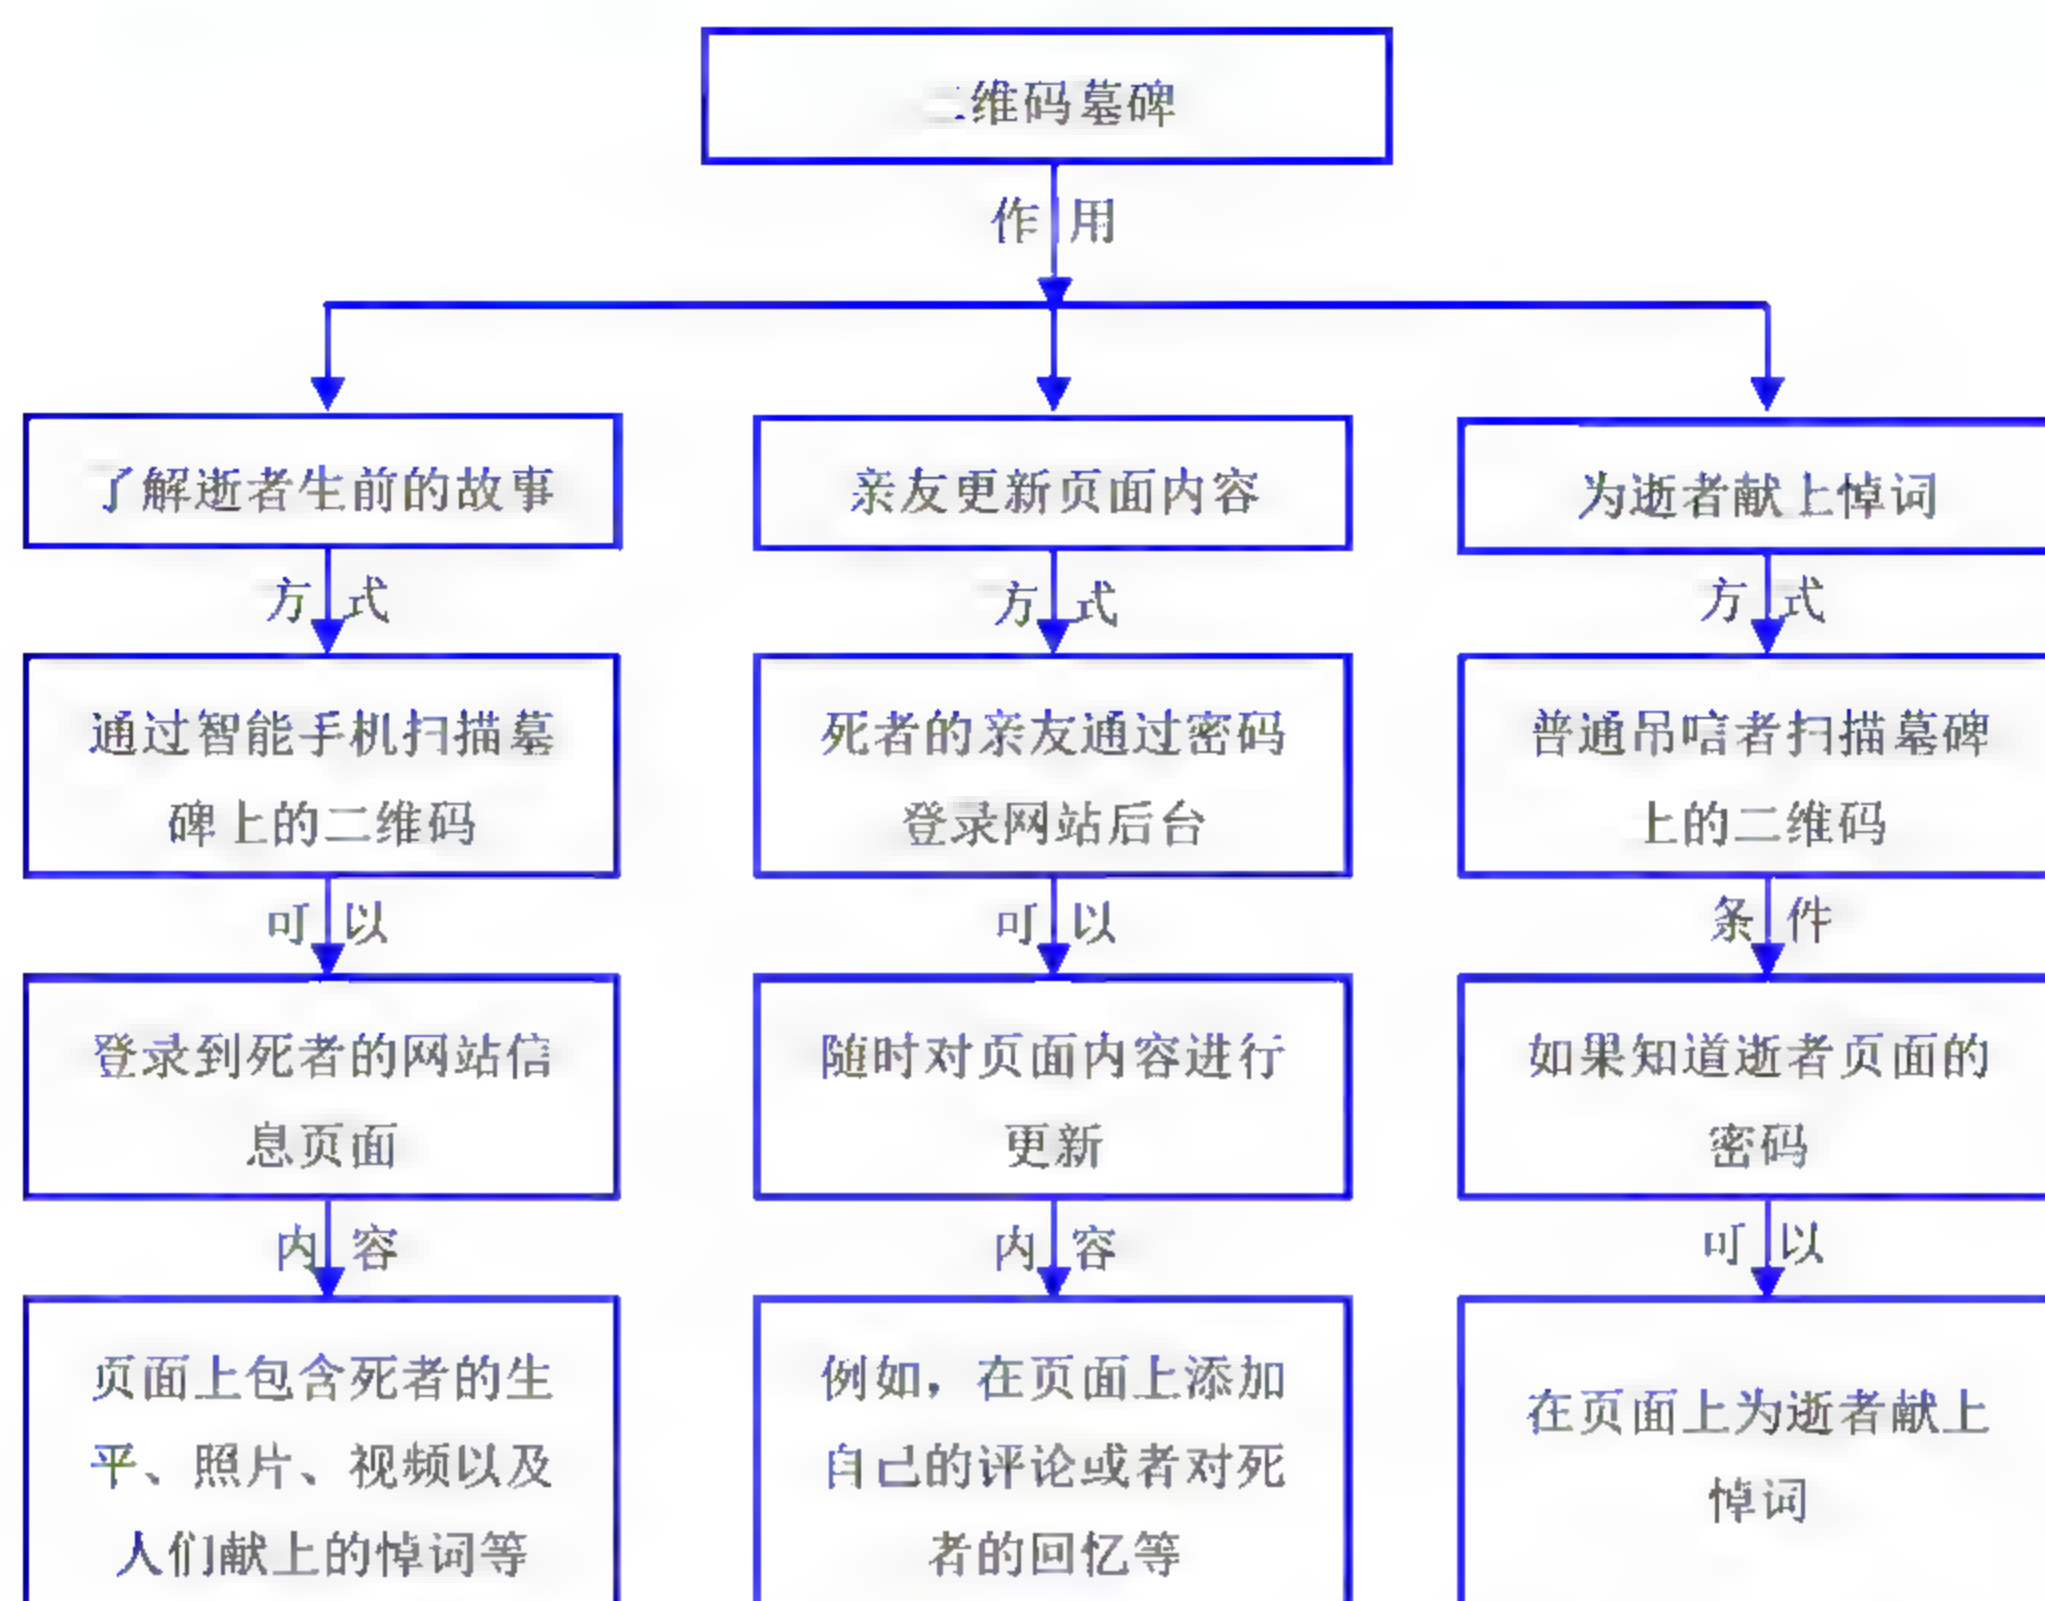 二维码墓碑
作用
了解逝者生前的故事
亲友更新页面内容
为逝者献上悼词
方式
方式
方式
通过智能手机扫描墓
碑上的二维码
死者的亲友通过密码
登录网站后台
普通吊唁者扫描墓碑
上的二维码
可以
可以
条件
登录到死者的网站信
息页面
随时对页面内容进行
更新
如果知道逝者页面的
密码
内容
内容
可以
页面上包含死者的生
平、照片、视频以及
人们献上的悼词等
例如，在页面上添加
自己的评论或者对死
者的回忆等
在页面上为逝者献上
悼词